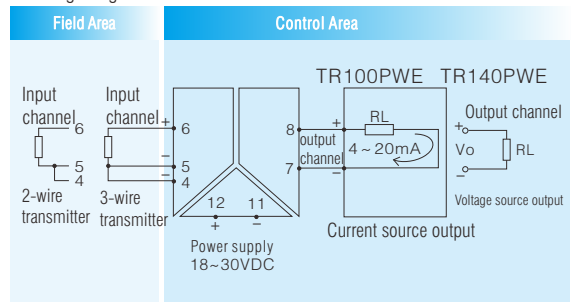 Field Area
Control Area
TR100PWE TR140PWE
Input channel
Input channel
6
5
4
2-wire transmitter
3-wire transmitter
+
6
−
5
−
4
12
11
+
−
Power supply
18~30VDC
8
7
output channel
+
−
RL
4~20mA
Current source output
Output channel
+
Vo
−
RL
Voltage source output